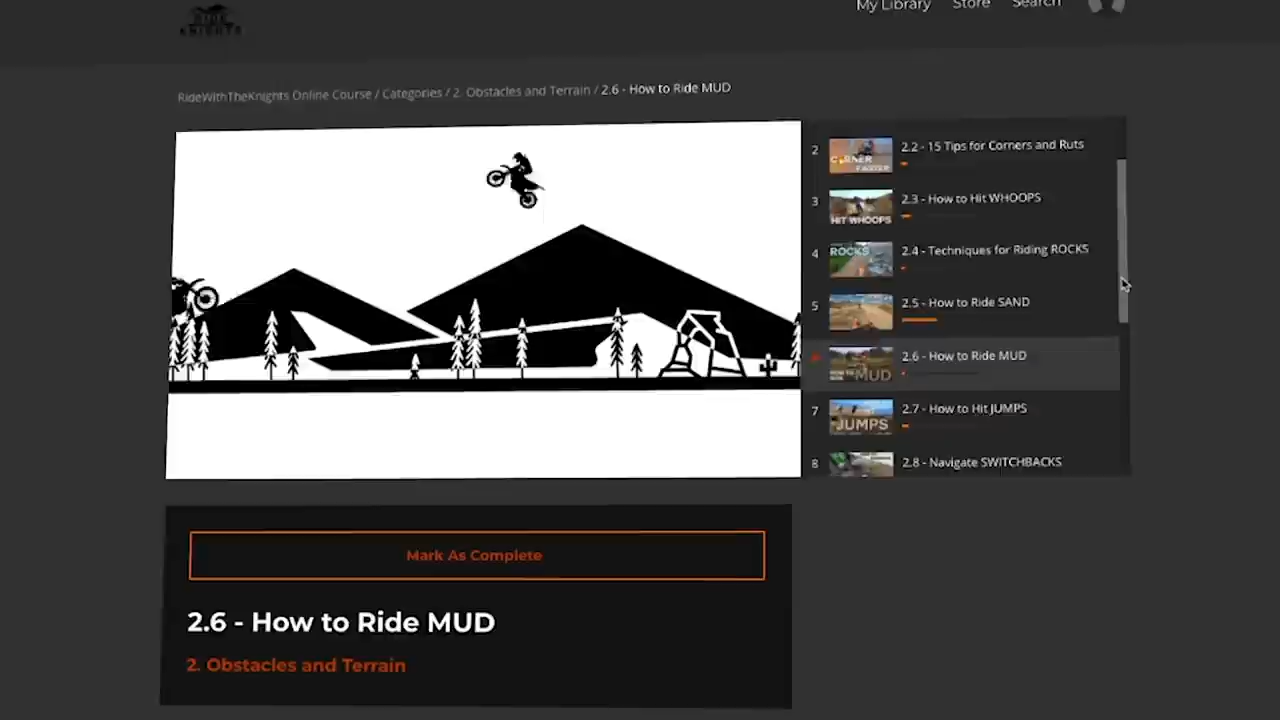 KNIGHTS
My Library
Store
Search
RideWithTheKnights Online Course / Categories / 2. Obstacles and Terrain / 2.6 - How to Ride MUD
2
CORNER
FASTER
2.2 - 15 Tips for Corners and Ruts
3
HIT WHOOPS
2.3 - How to Hit WHOOPS
4
ROCKS
2.4 - Techniques for Riding ROCKS
5
2.5 - How to Ride SAND
MUD
2.6 - How to Ride MUD
7
JUMPS
2.7 - How to Hit JUMPS
8
2.8 - Navigate SWITCHBACKS
Mark As Complete
2.6 - How to Ride MUD
2. Obstacles and Terrain